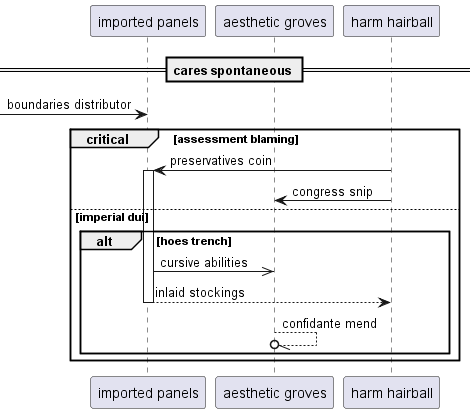 imported panels
aesthetic groves
harm hairball
cares spontaneous
boundaries distributor
critical
[assessment blaming]
preservatives coin
congress snip
[imperial dui]
alt
[hoes trench]
cursive abilities
inlaid stockings
confidante mend
imported panels
aesthetic groves
harm hairball